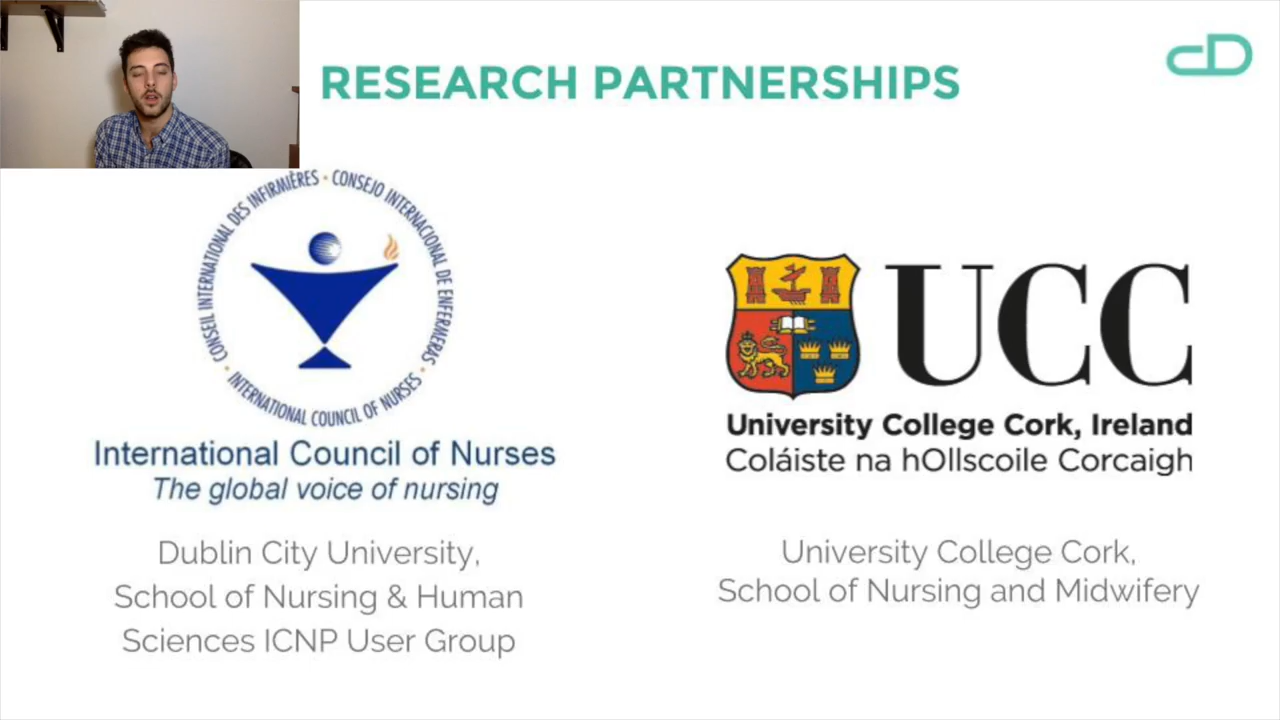 RESEARCH PARTNERSHIPS
CD
CONSEIL INTERNATIONAL DES INFIRMIÈRES • CONSEJO INTERNACIONAL DE ENFERMERAS •
INTERNATIONAL COUNCIL OF NURSES •
International Council of Nurses
The global voice of nursing
Dublin City University,
School of Nursing & Human
Sciences ICNP User Group
UCC
University College Cork, Ireland
Coláiste na hOllscoile Corcaigh
University College Cork,
School of Nursing and Midwifery